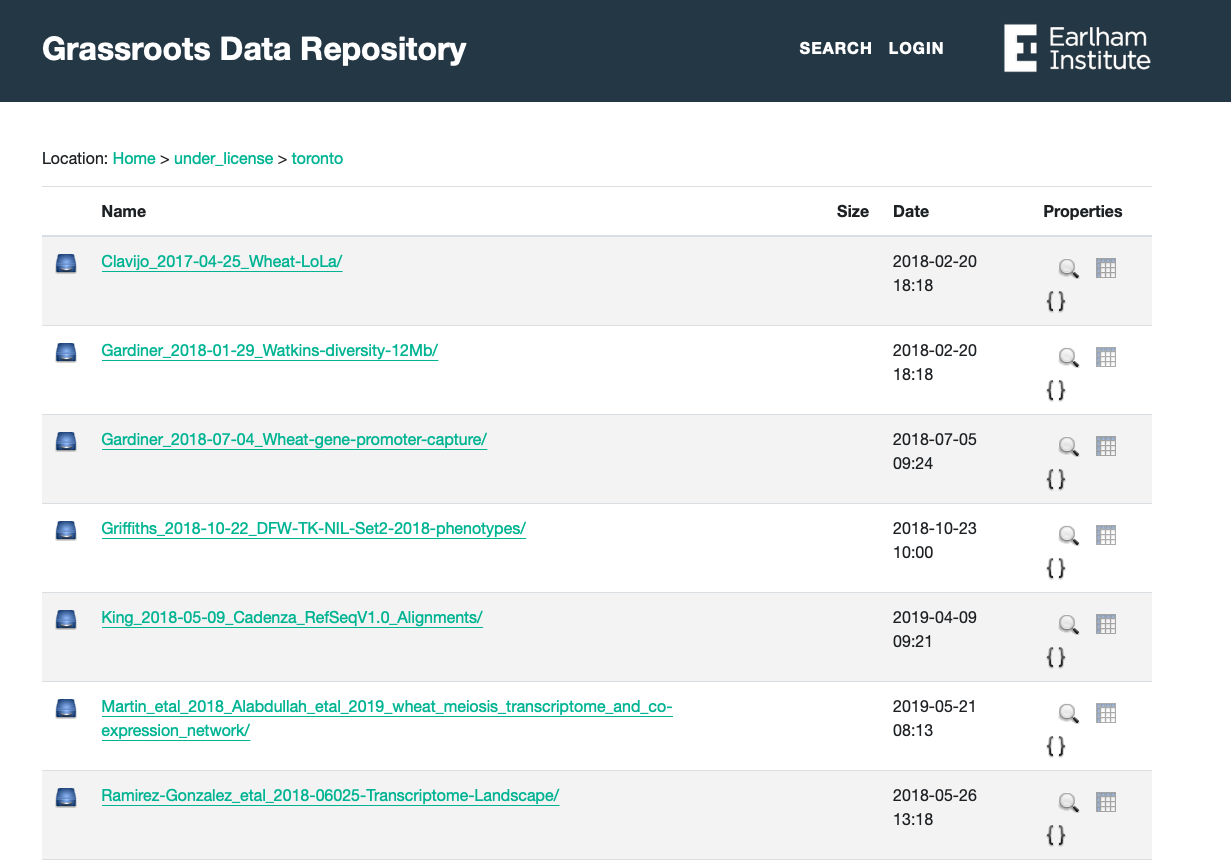 Grassroots Data Repository
SEARCH LOGIN
Earlham
Institute
Location: Home > under_license > toronto
Name Size Date Properties
Clavijo_2017-04-25_Wheat-LoLa/ 2018-02-20
18:18
{ }
Gardiner_2018-01-29_Watkins-diversity-12Mb/ 2018-02-20
18:18
{ }
Gardiner_2018-07-04_Wheat-gene-promoter-capture/ 2018-07-05
09:24
{ }
Griffiths_2018-10-22_DFW-TK-NIL-Set2-2018-phenotypes/ 2018-10-23
10:00
{ }
King_2018-05-09_Cadenza_RefSeqV1.0_Alignments/ 2019-04-09
09:21
{ }
Martin_etal_2018_Alabdullah_etal_2019_wheat_meiosis_transcriptome_and_co- 2019-05-21
expression_network/ 08:13
{ }
Ramirez-Gonzalez_etal_2018-06025-Transcriptome-Landscape/ 2018-05-26
13:18
{ }